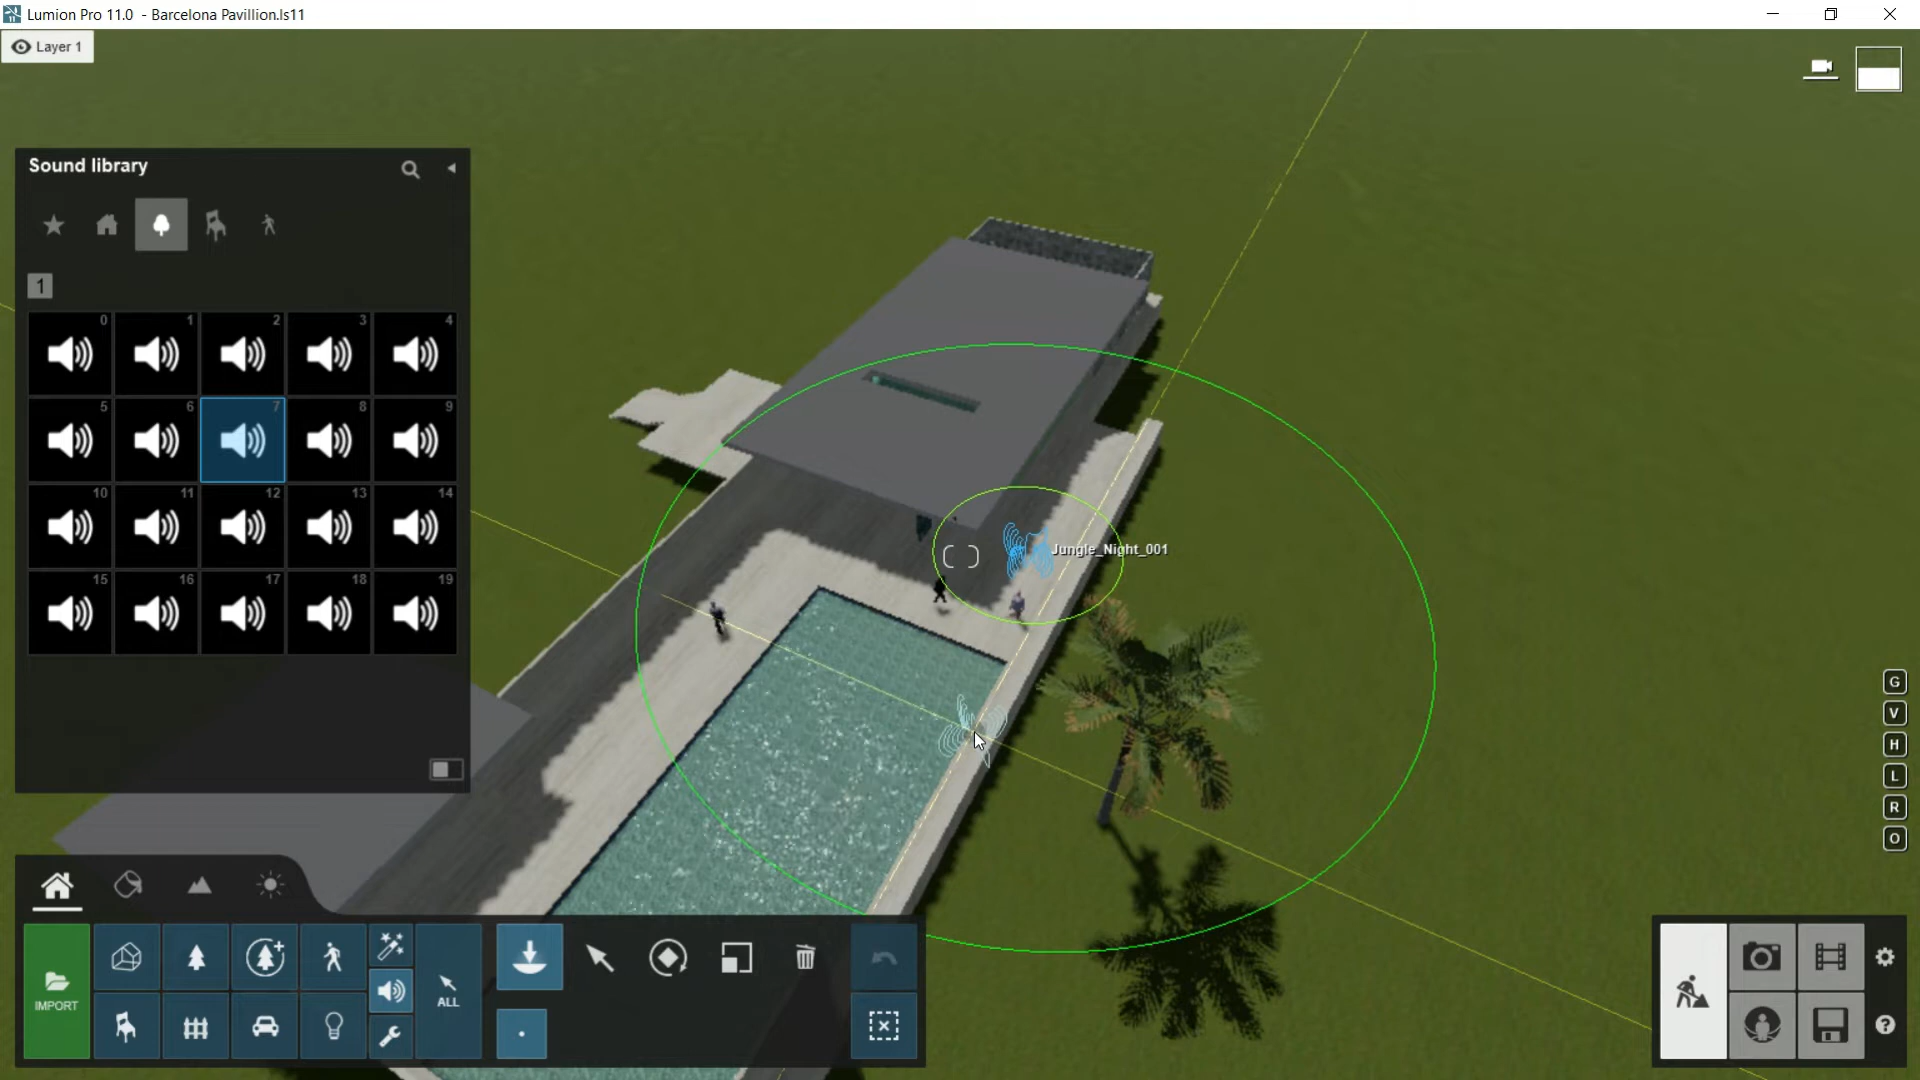 Lumion Pro 11.0 - Barcelona Pavillion.ls11
Layer 1
Sound library
1
0 1 2 3 4
5 6 7 8 9
10 11 12 13 14
15 16 17 18 19
Jungle_Night_001
G
V
H
L
R
O
IMPORT
ALL
?